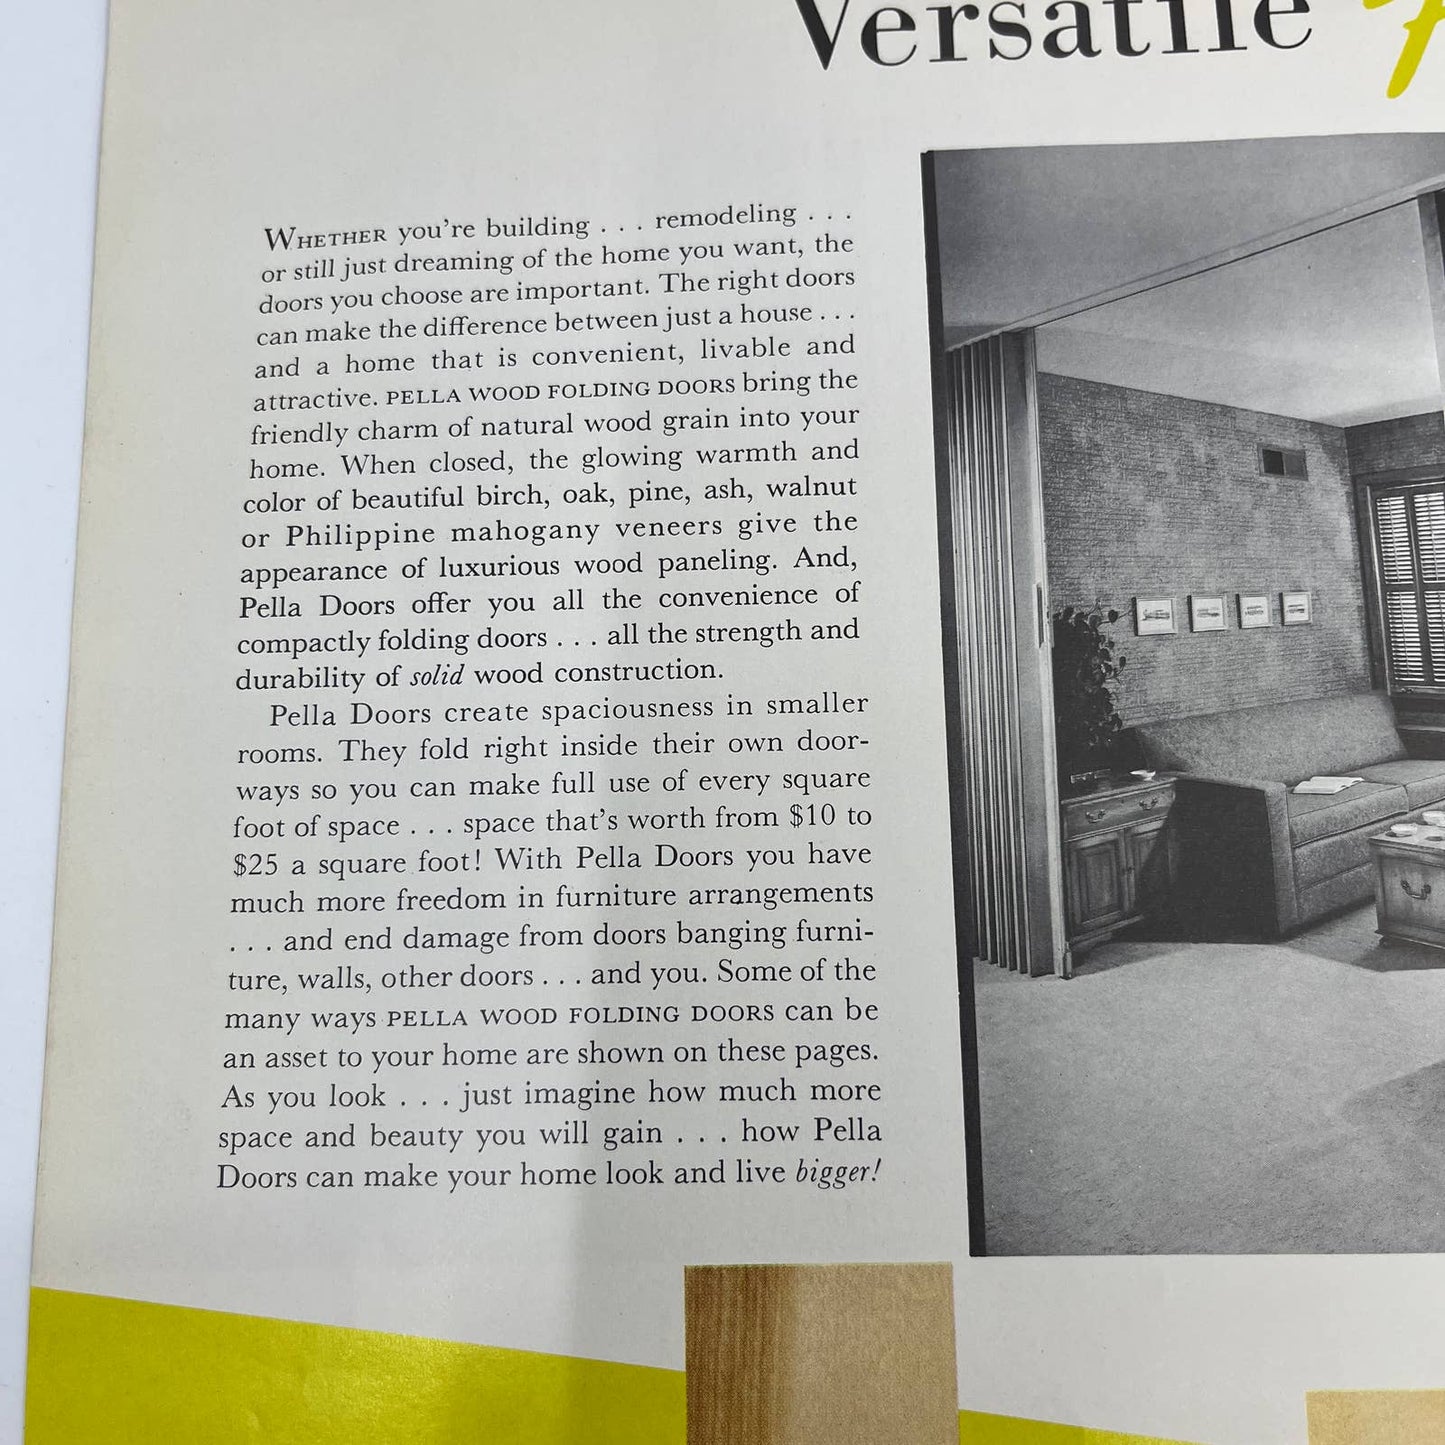 Versatile
WHETHER you're building . . . remodeling . . .
or still just dreaming of the home you want, the
doors you choose are important. The right doors
can make the difference between just a house . . .
and a home that is convenient, livable and
attractive. PELLA WOOD FOLDING DOORS bring the
friendly charm of natural wood grain into your
home. When closed, the glowing warmth and
color of beautiful birch, oak, pine, ash, walnut
or Philippine mahogany veneers give the
appearance of luxurious wood paneling. And,
Pella Doors offer you all the convenience of
compactly folding doors . . . all the strength and
durability of solid wood construction.
Pella Doors create spaciousness in smaller
rooms. They fold right inside their own door-
ways so you can make full use of every square
foot of space . . . space that's worth from $10 to
$25 a square foot! With Pella Doors you have
much more freedom in furniture arrangements
. . . and end damage from doors banging furni-
ture, walls, other doors . . . and you. Some of the
many ways PELLA WOOD FOLDING DOORS can be
an asset to your home are shown on these pages.
As you look . . . just imagine how much more
space and beauty you will gain . . . how Pella
Doors can make your home look and live bigger!